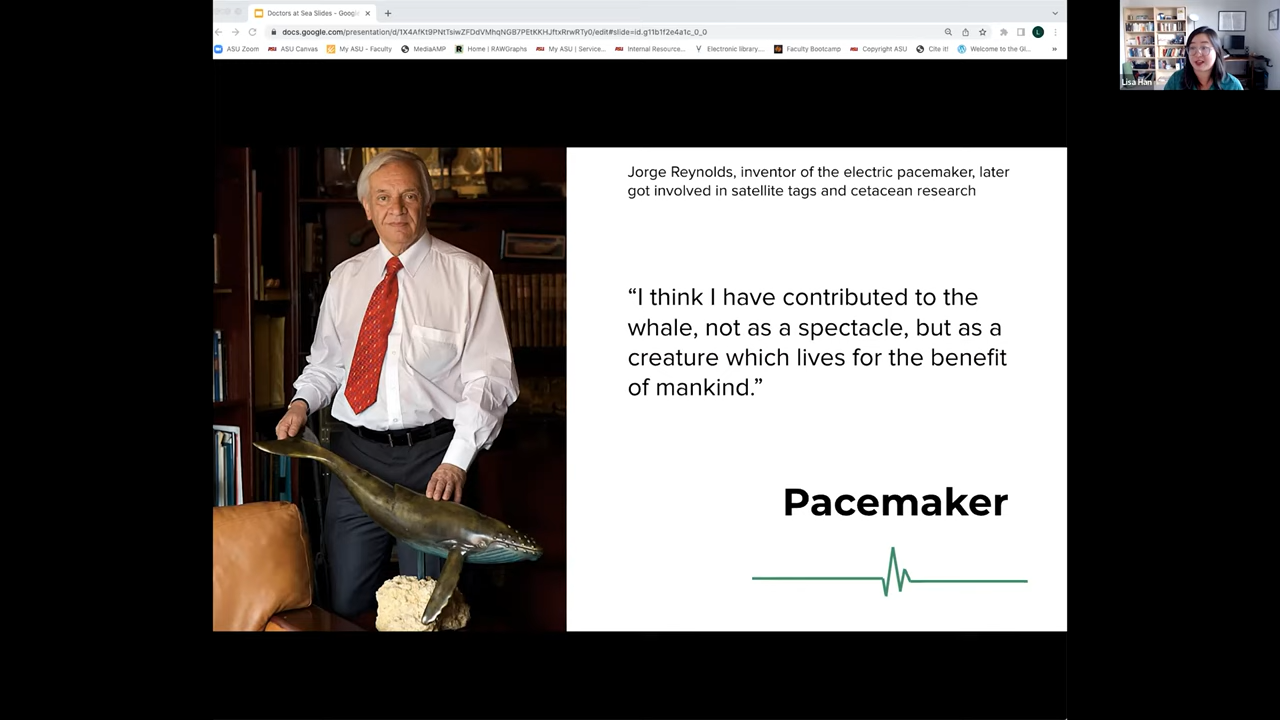 Doctors at Sea Slides - Googl
docs.google.com/presentation/d/1X4AfKt9PNtTsiwZFDdVMhqNGB7PEtKKHJftxRrwRTy0/edit#slide=id.g11b1f2e4a1c_0_0
ASU Zoom
ASU Canvas
My ASU - Faculty
MediaAMP
Home | RAWGraphs
My ASU | Service...
Internal Resource...
Electronic library....
Faculty Bootcamp
Copyright ASU
Cite it!
Welcome to the Gl...
Lisa Han
Jorge Reynolds, inventor of the electric pacemaker, later
got involved in satellite tags and cetacean research
“I think I have contributed to the
whale, not as a spectacle, but as a
creature which lives for the benefit
of mankind.”
Pacemaker